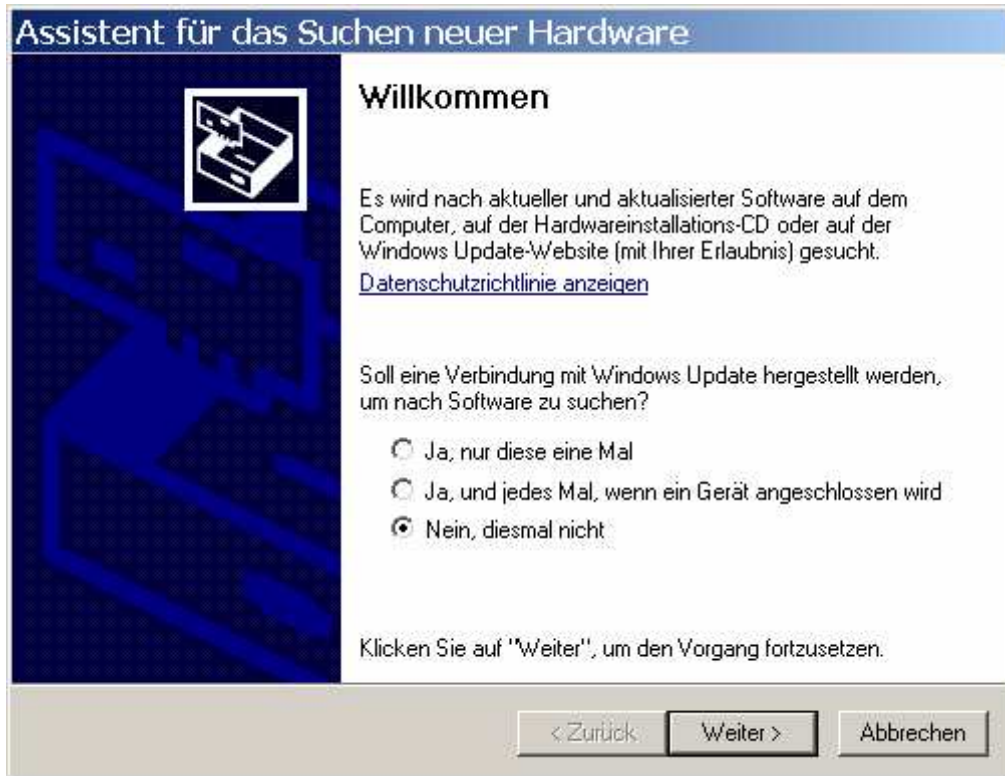 Assistent für das Suchen neuer Hardware
Willkommen
Es wird nach aktueller und aktualisierter Software auf dem
Computer, auf der Hardwareinstallations-CD oder auf der
Windows Update-Website (mit Ihrer Erlaubnis) gesucht.
Datenschutzrichtlinie anzeigen
Soll eine Verbindung mit Windows Update hergestellt werden,
um nach Software zu suchen?
Ja, nur diese eine Mal
Ja, und jedes Mal, wenn ein Gerät angeschlossen wird
Nein, diesmal nicht
Klicken Sie auf "Weiter", um den Vorgang fortzusetzen.
< Zurück Weiter > Abbrechen